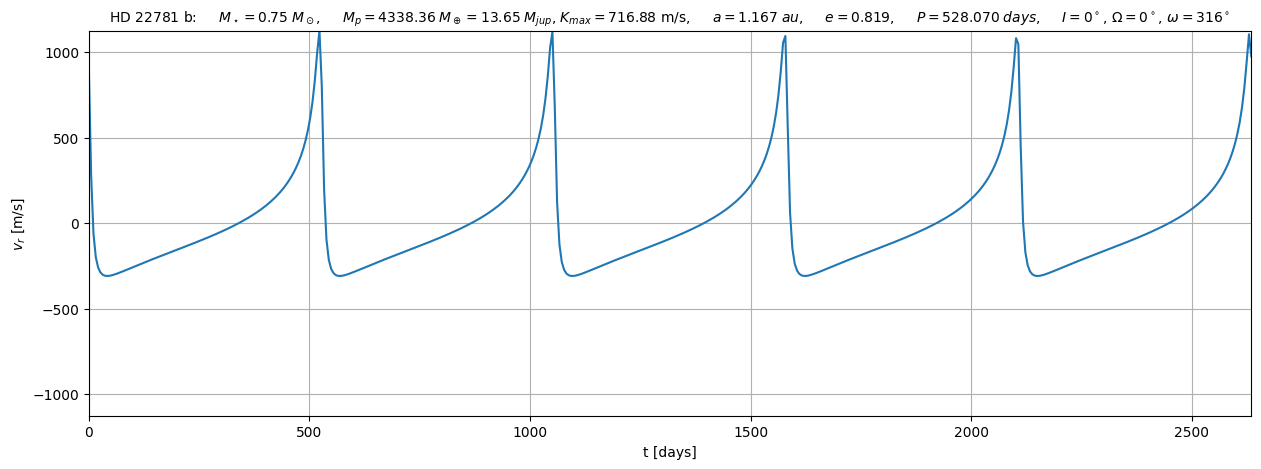 HD 22781 b: M⋆ = 0.75 M⊙, Mp = 4338.36 M⊕ = 13.65 Mjup, Kmax = 716.88 m/s, a = 1.167 au, e = 0.819, P = 528.070 days, I = 0°, Ω = 0°, ω = 316°
1000
500
0
−500
−1000
vr [m/s]
0 500 1000 1500 2000 2500
t [days]